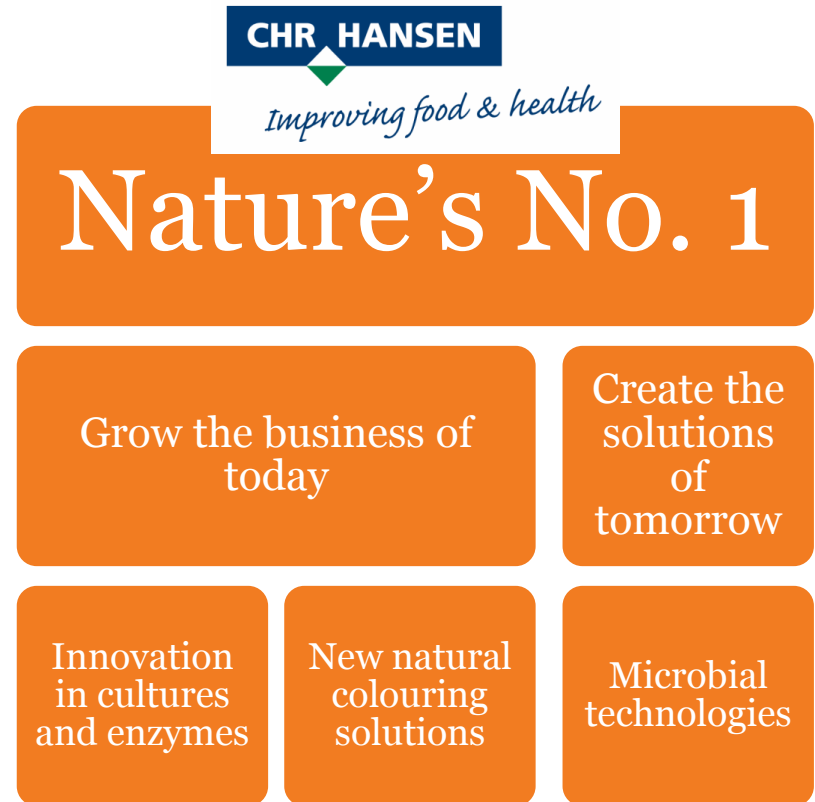 CHR HANSEN
Improving food & health
Nature’s No. 1
Grow the business of
today
Create the
solutions
of
tomorrow
Innovation
in cultures
and enzymes
New natural
colouring
solutions
Microbial
technologies